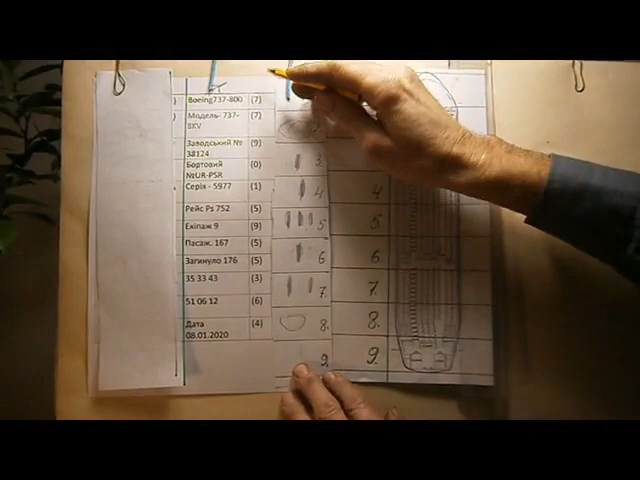 ) Boeing737-800 (7)
) Модель- 737- (7)
8KV
Заводський № (9)
38124
Бортовий (0)
№UR-PSR
Серія - 5977 (1)
Рейс Ps 752 (5)
Екіпаж 9 (9)
Пасаж. 167 (5)
Загинуло 176 (5)
35 33 43 (3)
51 06 12 (6)
Дата (4)
08.01.2020
3
4 4
5 5
6 6
7. 7.
8. 8.
9. 9.